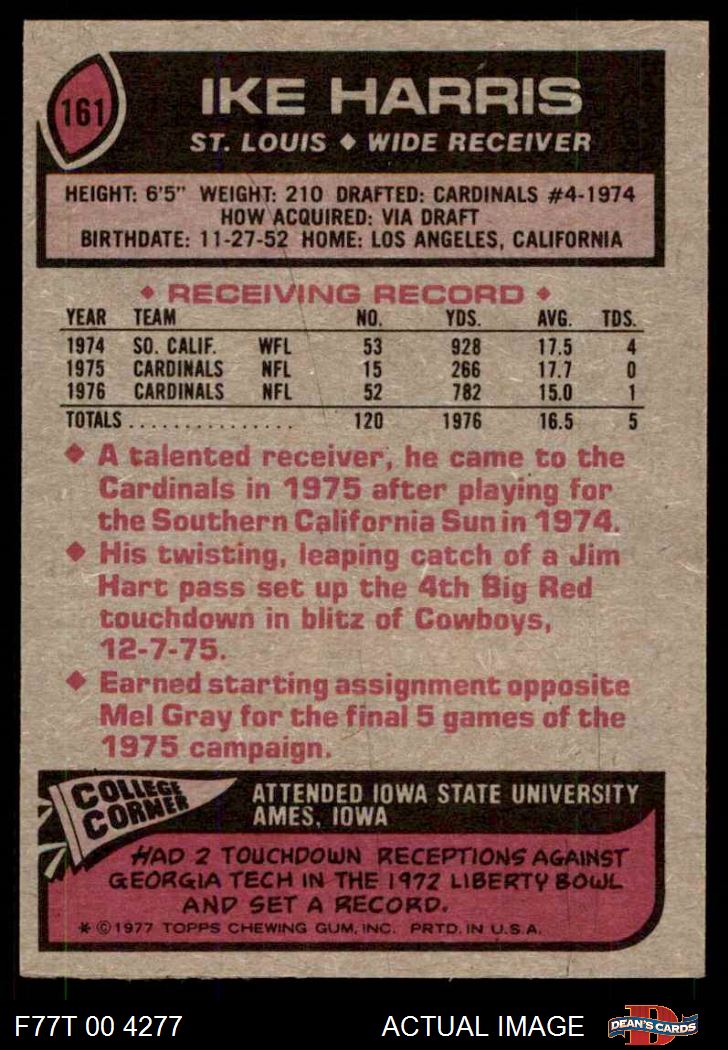 161
IKE HARRIS
ST. LOUIS ◆ WIDE RECEIVER
HEIGHT: 6'5" WEIGHT: 210 DRAFTED: CARDINALS #4-1974
HOW ACQUIRED: VIA DRAFT
BIRTHDATE: 11-27-52 HOME: LOS ANGELES, CALIFORNIA
◆ RECEIVING RECORD ◆
YEAR TEAM NO. YDS. AVG. TDS.
1974 SO. CALIF. WFL 53 928 17.5 4
1975 CARDINALS NFL 15 266 17.7 0
1976 CARDINALS NFL 52 782 15.0 1
TOTALS . . . . . . . . . . . . . . . 120 1976 16.5 5
◆ A talented receiver, he came to the
Cardinals in 1975 after playing for
the Southern California Sun in 1974.
◆ His twisting, leaping catch of a Jim
Hart pass set up the 4th Big Red
touchdown in blitz of Cowboys,
12-7-75.
◆ Earned starting assignment opposite
Mel Gray for the final 5 games of the
1975 campaign.
COLLEGE
CORNER
ATTENDED IOWA STATE UNIVERSITY
AMES, IOWA
HAD 2 TOUCHDOWN RECEPTIONS AGAINST
GEORGIA TECH IN THE 1972 LIBERTY BOWL
AND SET A RECORD.
* © 1977 TOPPS CHEWING GUM, INC. PRTD. IN U.S.A.
F77T 00 4277
ACTUAL IMAGE
D
DEAN'S CARDS